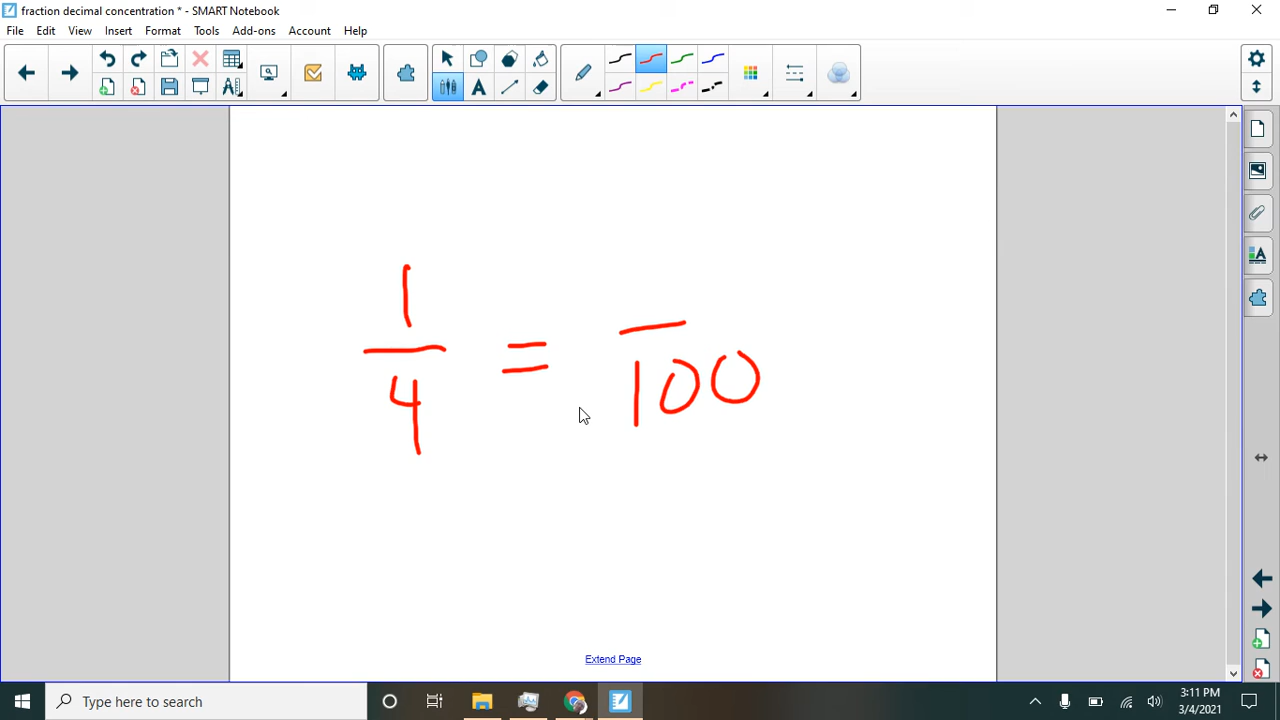 fraction decimal concentration * - SMART Notebook
File Edit View Insert Format Tools Add-ons Account Help
1
4
=
100
Extend Page
Type here to search
3:11 PM
3/4/2021